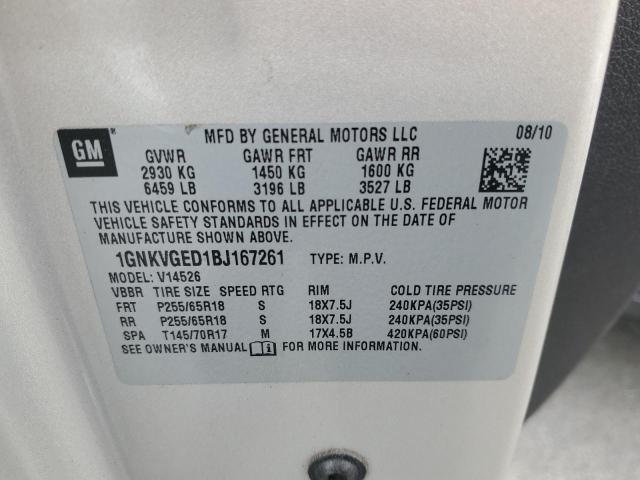 GM
MFD BY GENERAL MOTORS LLC 08/10
GVWR GAWR FRT GAWR RR
2930 KG 1450 KG 1600 KG
6459 LB 3196 LB 3527 LB
THIS VEHICLE CONFORMS TO ALL APPLICABLE U.S. FEDERAL MOTOR
VEHICLE SAFETY STANDARDS IN EFFECT ON THE DATE OF
MANUFACTURE SHOWN ABOVE.
1GNKVGED1BJ167261 TYPE: M.P.V.
MODEL: V14526
VBBR TIRE SIZE SPEED RTG RIM COLD TIRE PRESSURE
FRT P255/65R18 S 18X7.5J 240KPA(35PSI)
RR P255/65R18 S 18X7.5J 240KPA(35PSI)
SPA T145/70R17 M 17X4.5B 420KPA(60PSI)
SEE OWNER'S MANUAL FOR MORE INFORMATION.